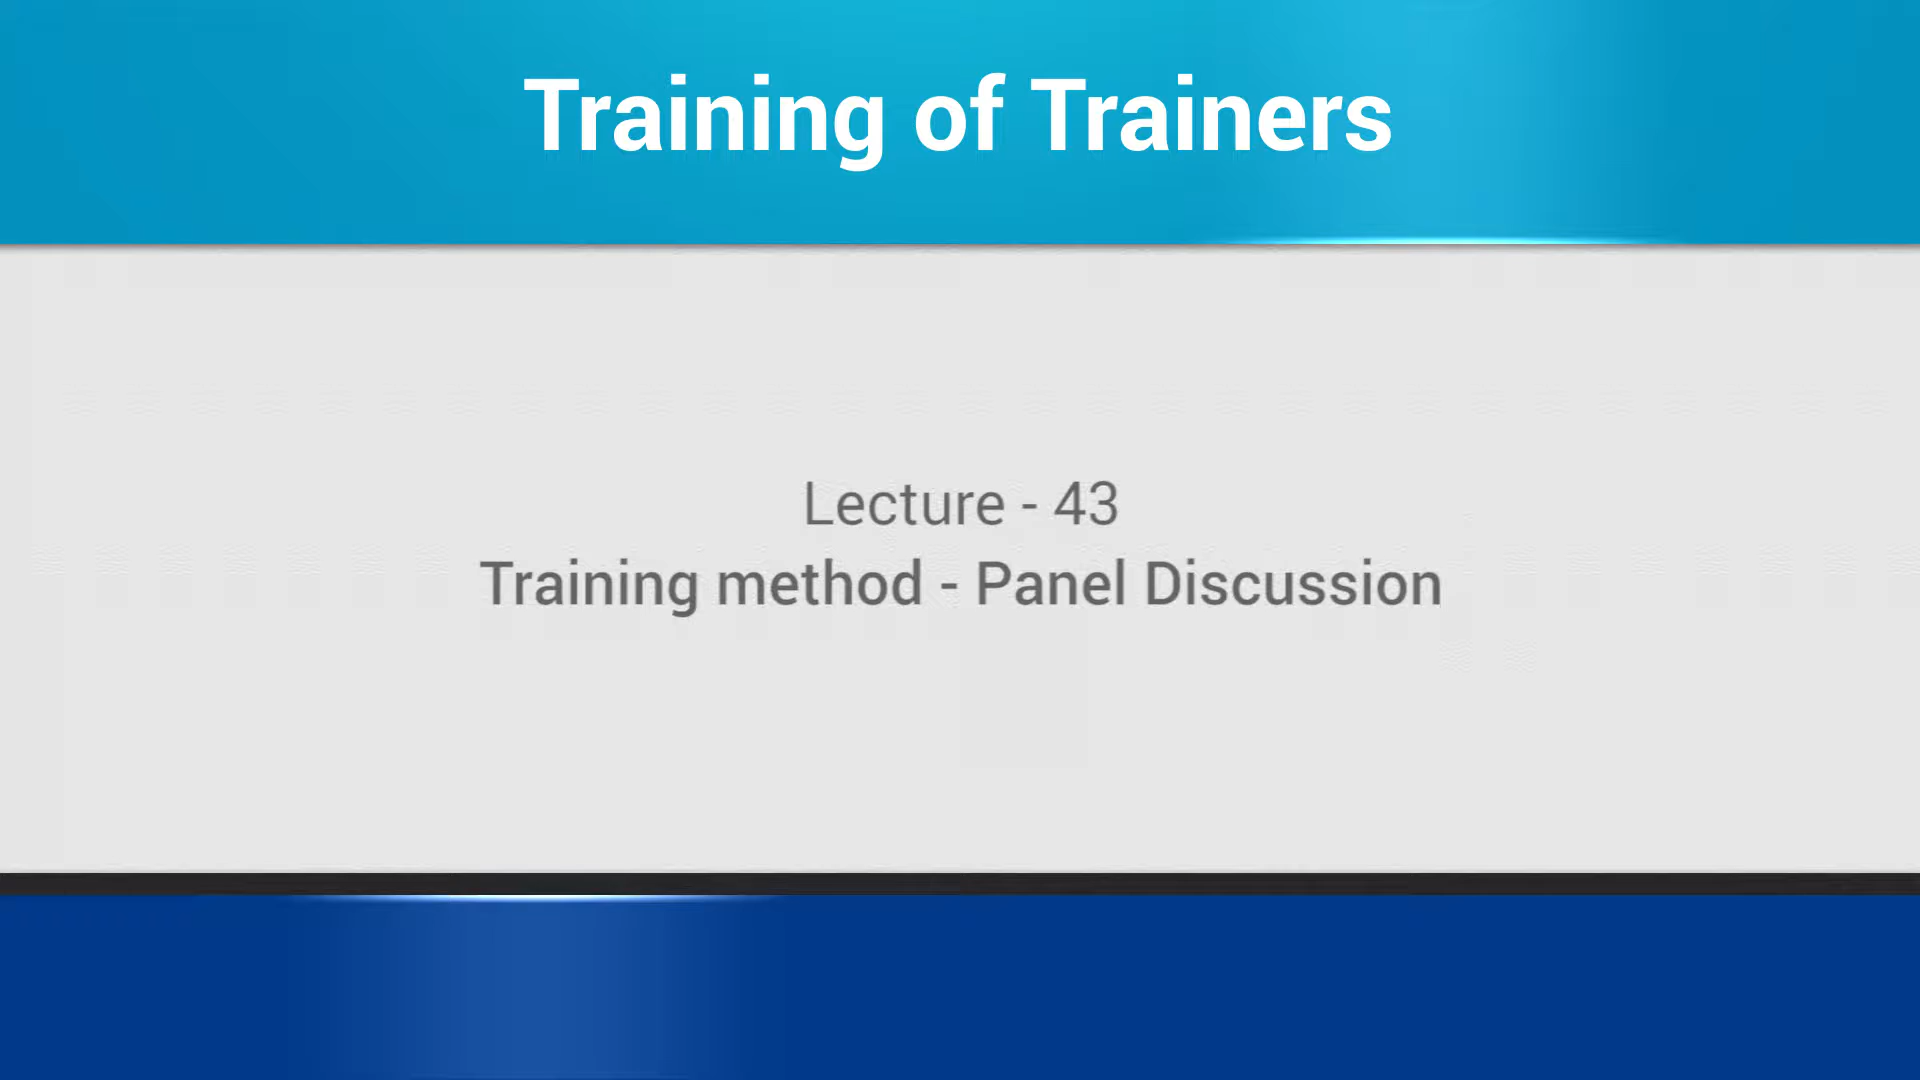 Training of Trainers
Lecture - 43
Training method - Panel Discussion